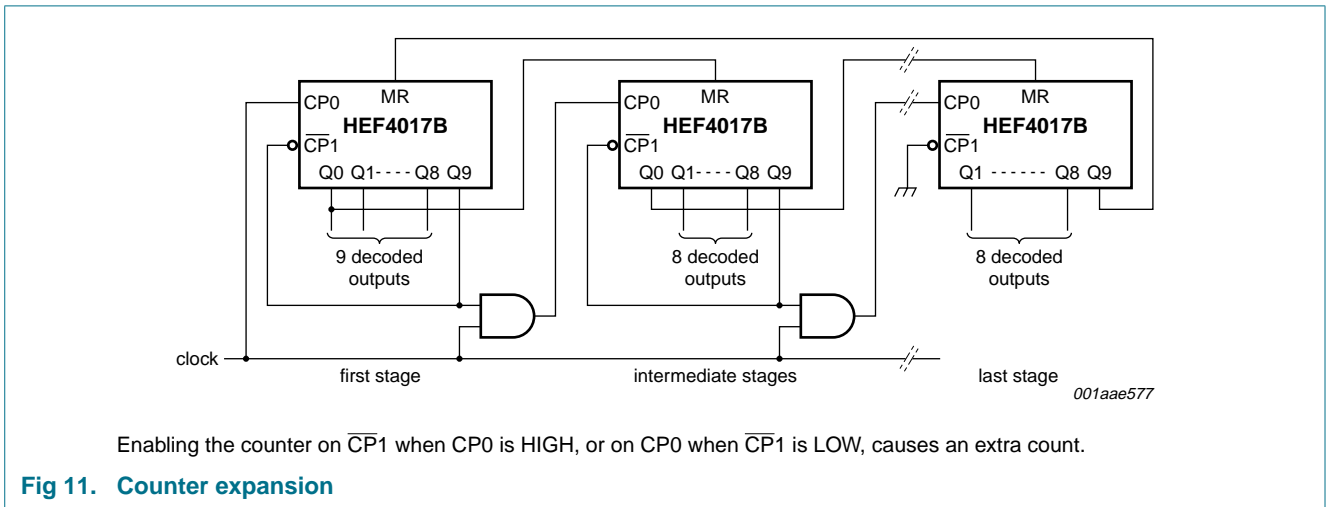 MR MR MR
CP0 CP0 CP0
HEF4017B HEF4017B HEF4017B
CP1 CP1 CP1
Q0 Q1 - - - - Q8 Q9 Q0 Q1 - - - - Q8 Q9 Q1 - - - - - - Q8 Q9
9 decoded outputs
8 decoded outputs
8 decoded outputs
clock
first stage intermediate stages last stage
001aae577
Enabling the counter on C̅P̅1 when CP0 is HIGH, or on CP0 when C̅P̅1 is LOW, causes an extra count.
Fig 11. Counter expansion